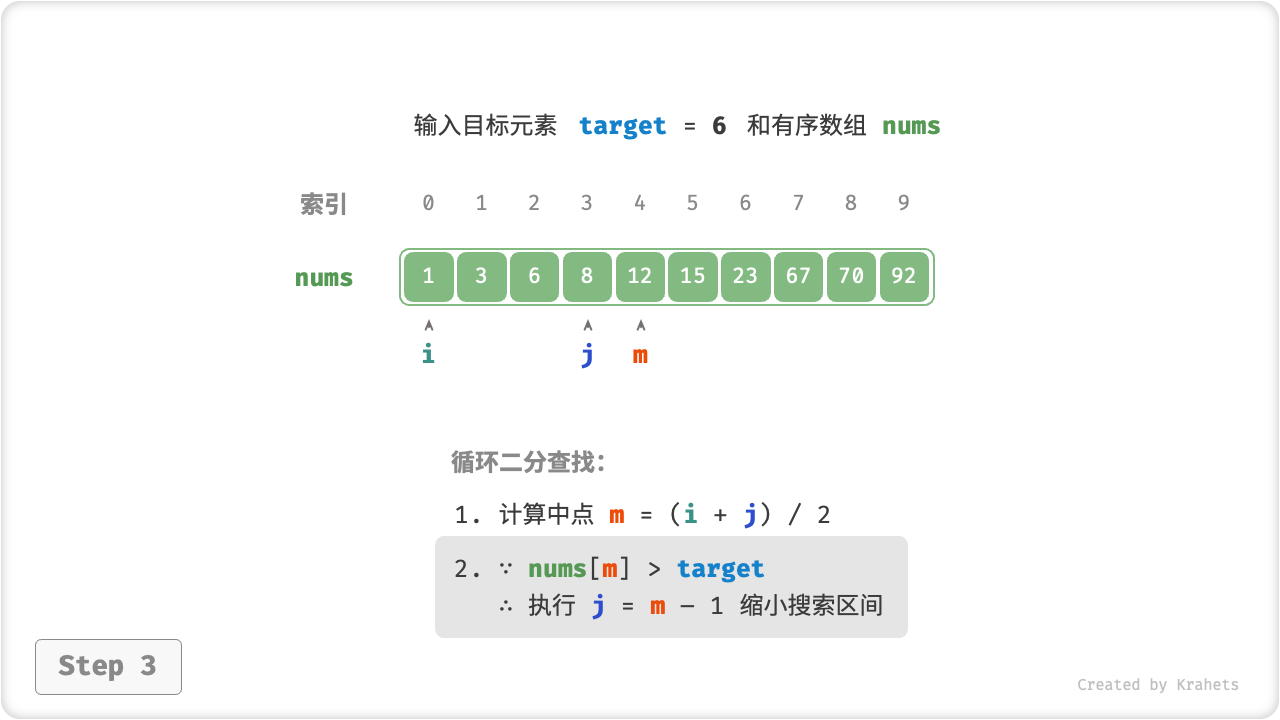 输入目标元素 target = 6 和有序数组 nums
索引 0 1 2 3 4 5 6 7 8 9
nums 1 3 6 8 12 15 23 67 70 92
i j m
循环二分查找：
1. 计算中点 m = (i + j) / 2
2. ∵ nums[m] > target
∴ 执行 j = m − 1 缩小搜索区间
Step 3
Created by Krahets